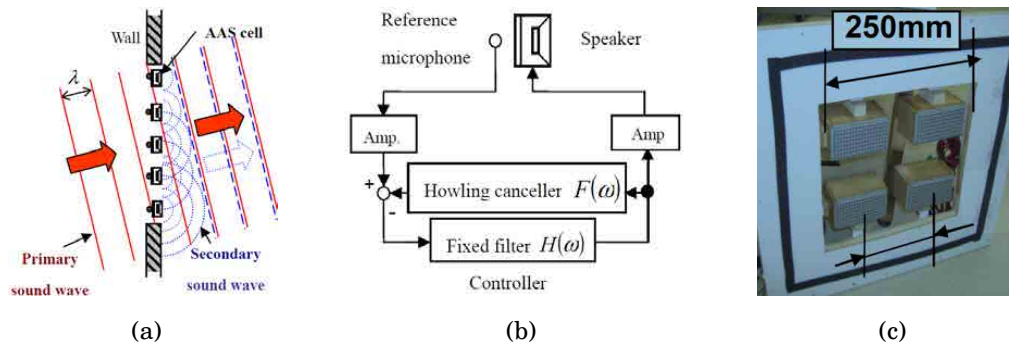 Wall
AAS cell
λ
Primary
sound wave
Secondary
sound wave
(a)
Reference
microphone
Speaker
Amp.
Amp
+
-
Howling canceller F(ω)
Fixed filter H(ω)
Controller
(b)
250mm
(c)